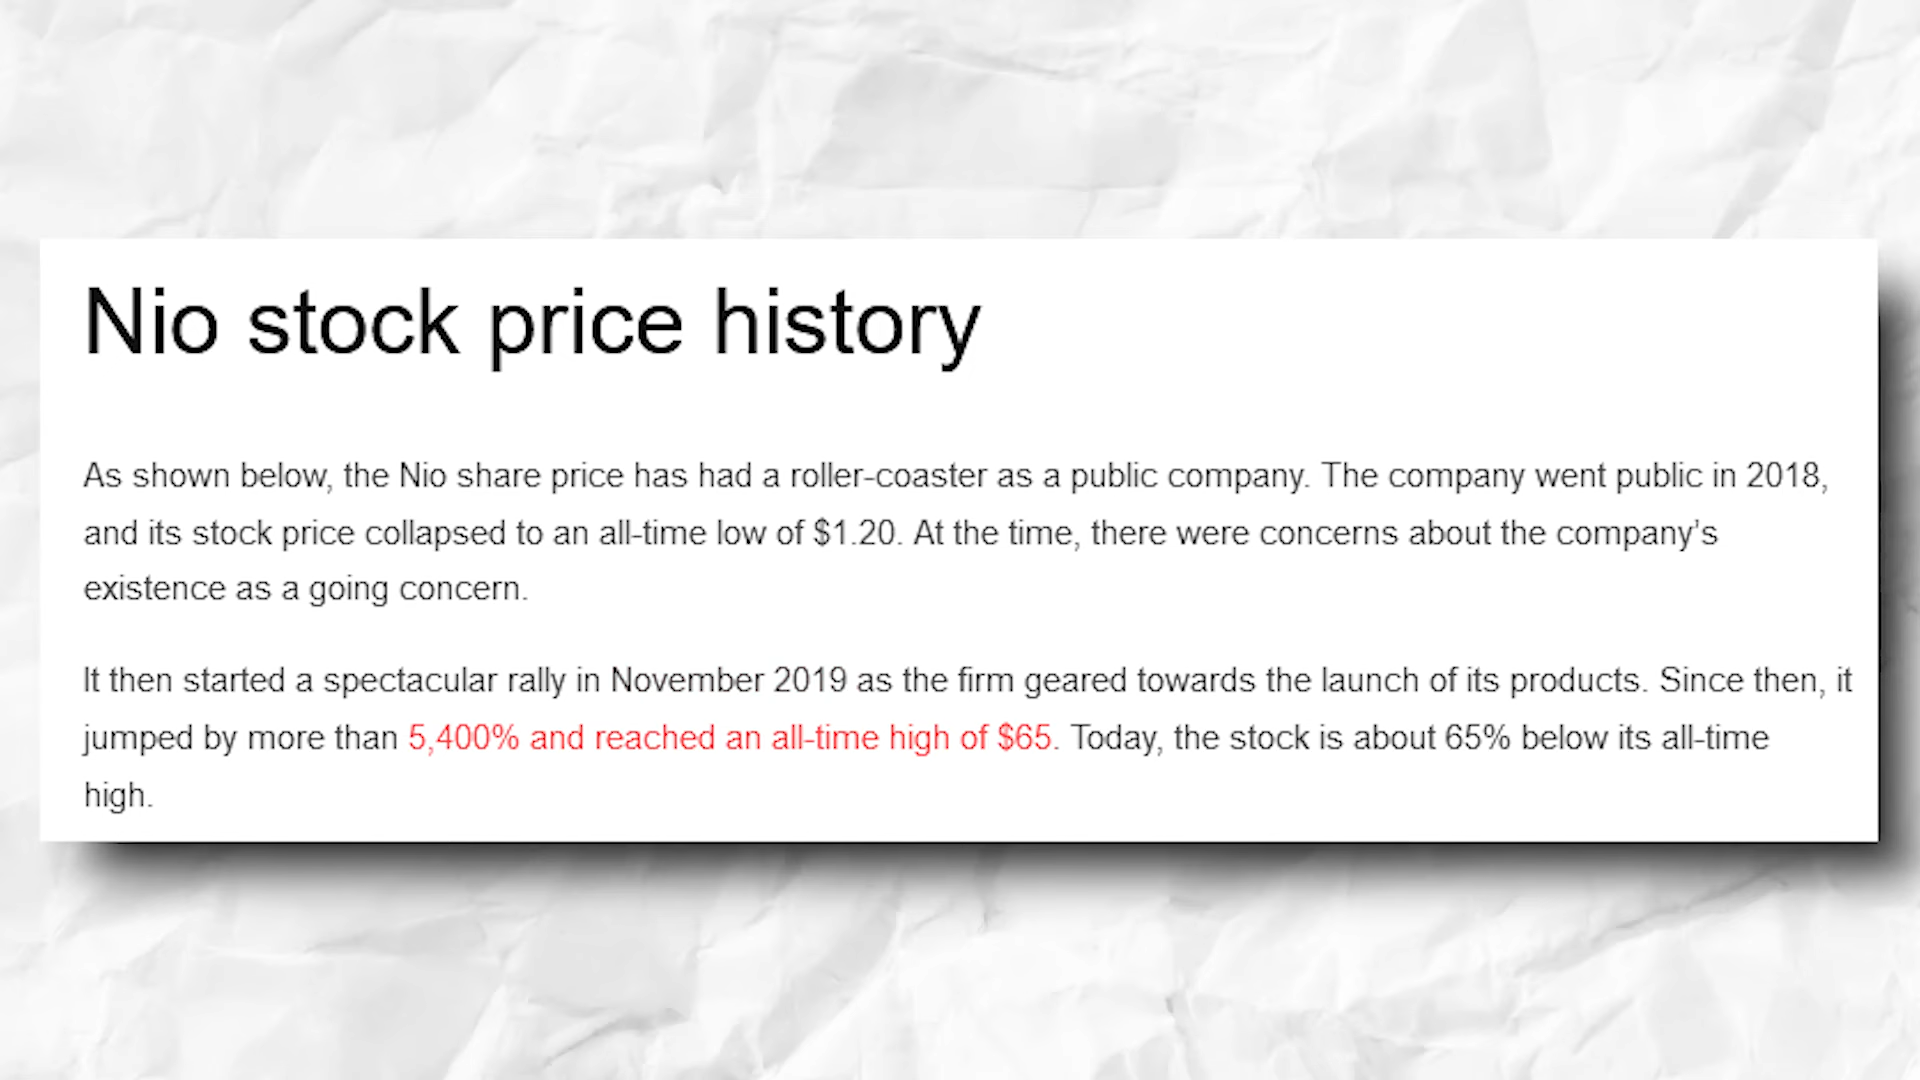 Nio stock price history
As shown below, the Nio share price has had a roller-coaster as a public company. The company went public in 2018,
and its stock price collapsed to an all-time low of $1.20. At the time, there were concerns about the company's
existence as a going concern.
It then started a spectacular rally in November 2019 as the firm geared towards the launch of its products. Since then, it
jumped by more than 5,400% and reached an all-time high of $65. Today, the stock is about 65% below its all-time
high.